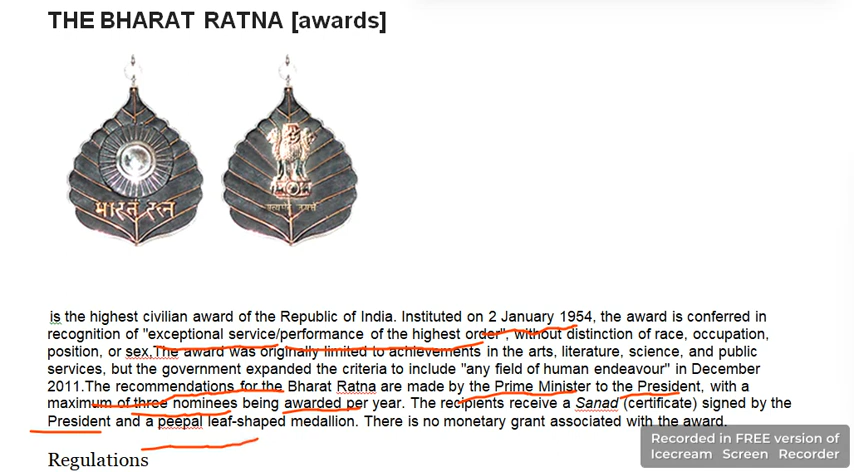 THE BHARAT RATNA [awards]
भारत रत्न
सत्यमेव जयते
is the highest civilian award of the Republic of India. Instituted on 2 January 1954, the award is conferred in
recognition of "exceptional service/performance of the highest order", without distinction of race, occupation,
position, or sex.The award was originally limited to achievements in the arts, literature, science, and public
services, but the government expanded the criteria to include "any field of human endeavour" in December
2011.The recommendations for the Bharat Ratna are made by the Prime Minister to the President, with a
maximum of three nominees being awarded per year. The recipients receive a Sanad (certificate) signed by the
President and a peepal leaf-shaped medallion. There is no monetary grant associated with the award.
Recorded in FREE version of
Icecream Screen Recorder
Regulations